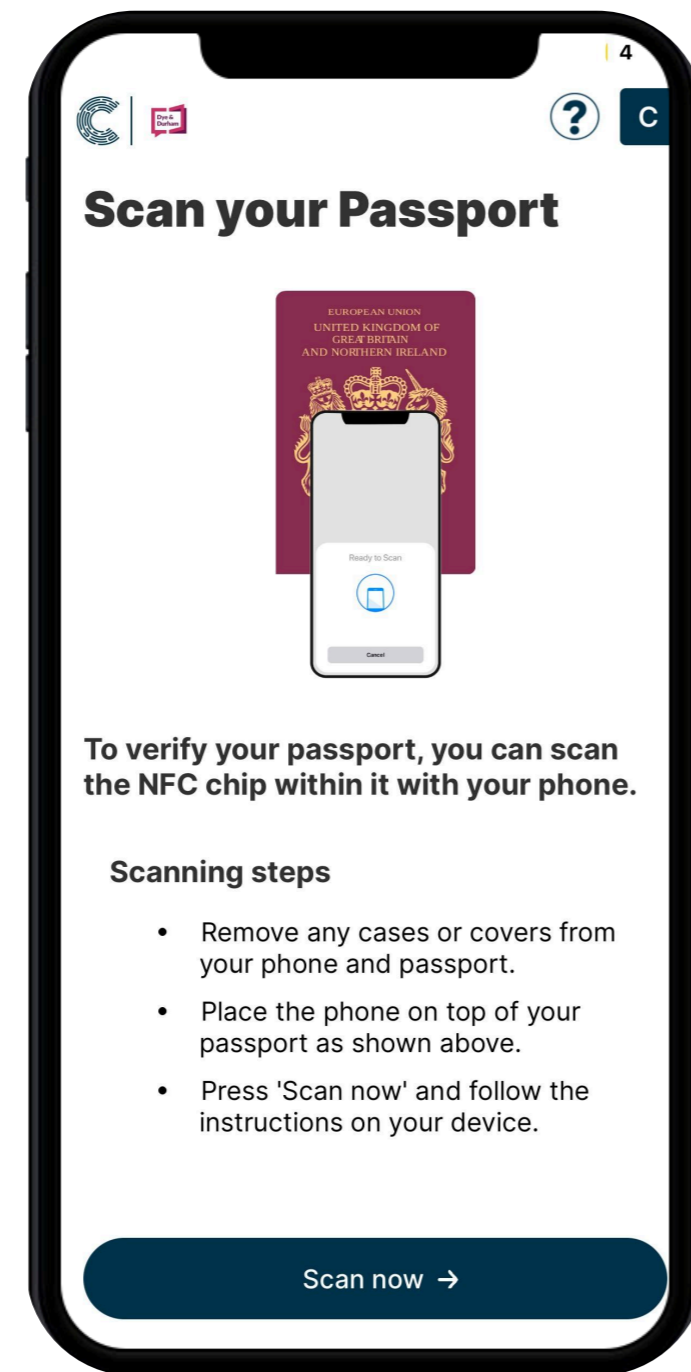 4
Dye &
Durham
?
C
Scan your Passport
EUROPEAN UNION
UNITED KINGDOM OF
GREAT BRITAIN
AND NORTHERN IRELAND
Ready to Scan
Cancel
To verify your passport, you can scan
the NFC chip within it with your phone.
Scanning steps
• Remove any cases or covers from
your phone and passport.
• Place the phone on top of your
passport as shown above.
• Press 'Scan now' and follow the
instructions on your device.
Scan now →